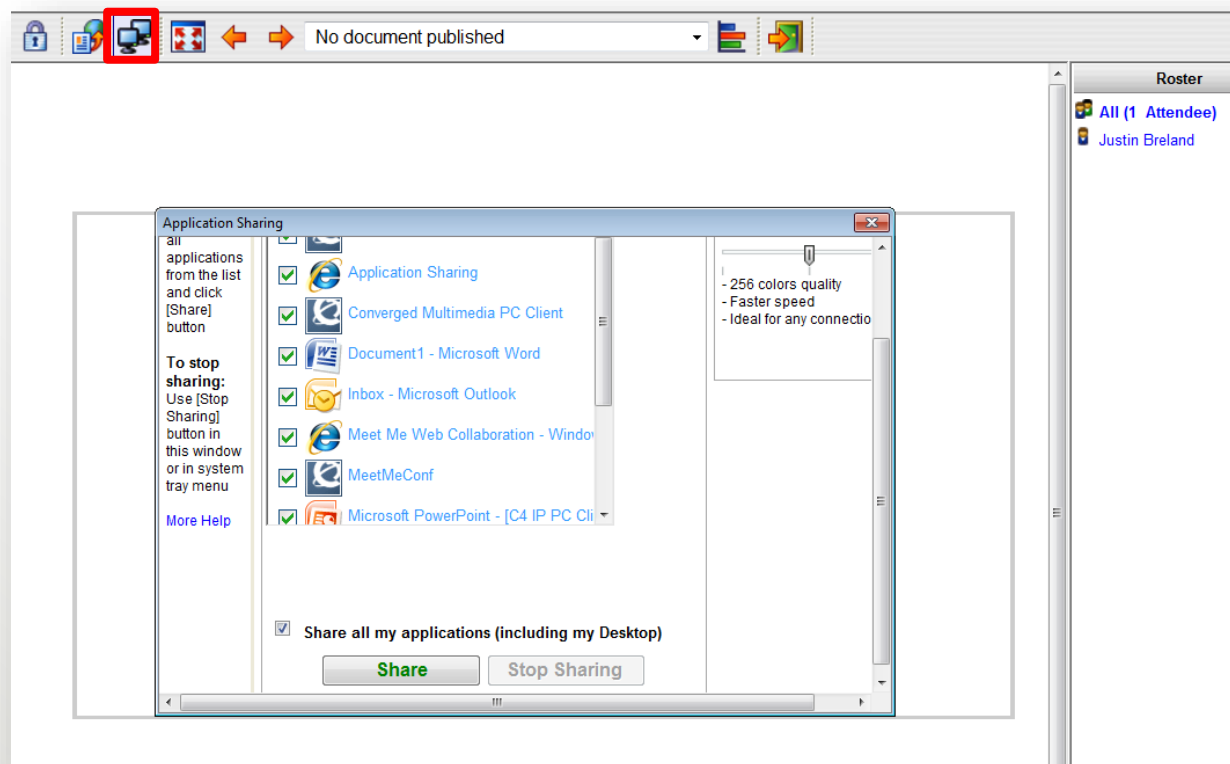 No document published
Roster
All (1 Attendee)
Justin Breland
Application Sharing
all
applications
from the list
and click
[Share]
button
To stop
sharing:
Use [Stop
Sharing]
button in
this window
or in system
tray menu
More Help
Application Sharing
Converged Multimedia PC Client
Document1 - Microsoft Word
Inbox - Microsoft Outlook
Meet Me Web Collaboration - Window
MeetMeConf
Microsoft PowerPoint - [C4 IP PC Cli
- 256 colors quality
- Faster speed
- Ideal for any connectio
Share all my applications (including my Desktop)
Share
Stop Sharing